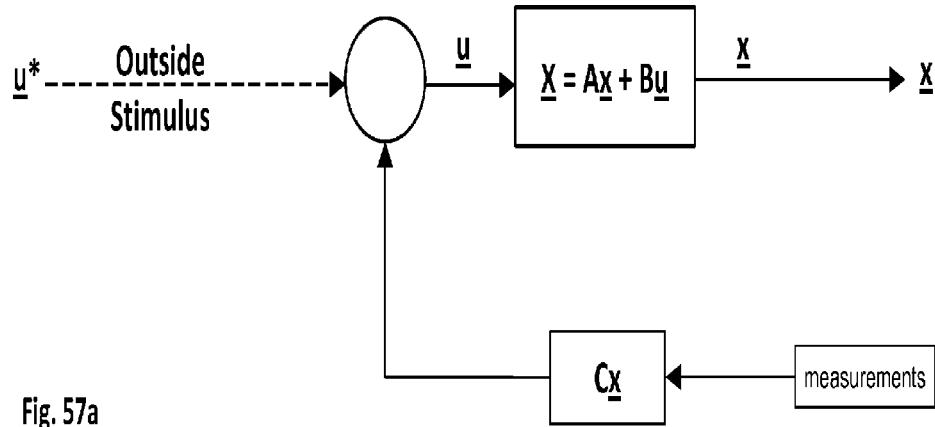 u*
Outside
Stimulus
u
X = Ax + Bu
x
x
Cx
measurements
Fig. 57a